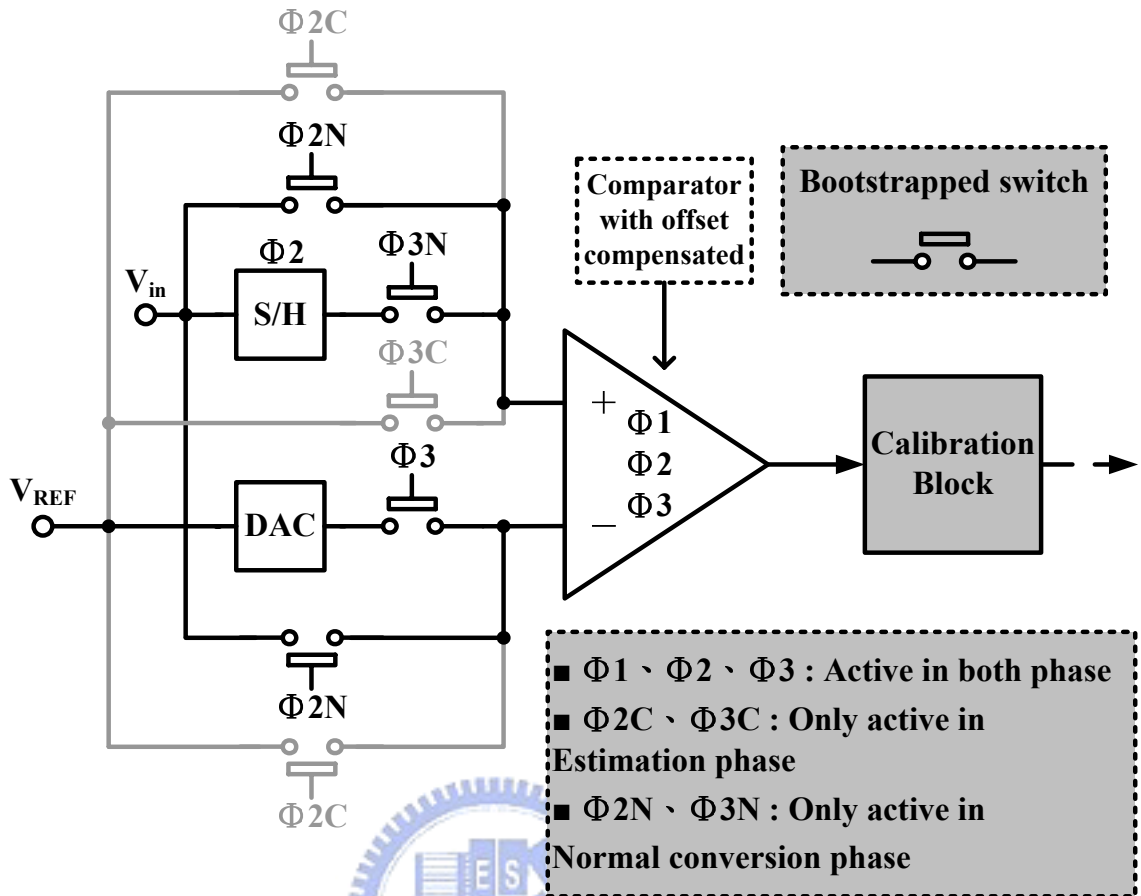 Φ2C
Φ2N
Φ2
Φ3N
Vin
S/H
Φ3C
Φ3
VREF
DAC
Φ2N
Φ2C
Comparator
with offset
compensated
Bootstrapped switch
+
Φ1
Φ2
Φ3
−
Calibration
Block
■ Φ1、Φ2、Φ3 : Active in both phase
■ Φ2C、Φ3C : Only active in
Estimation phase
■ Φ2N、Φ3N : Only active in
Normal conversion phase
ES